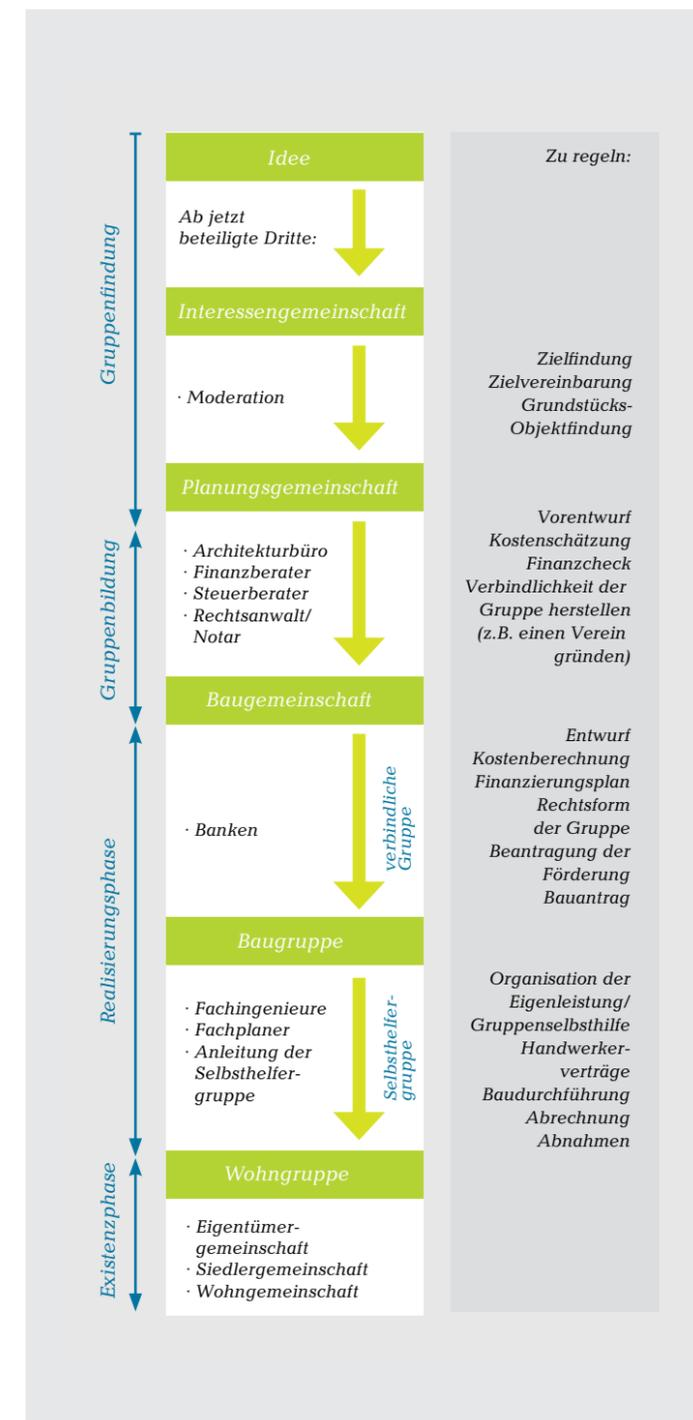 Idee
Zu regeln:
Gruppenfindung
Ab jetzt
beteiligte Dritte:
Interessengemeinschaft
· Moderation
Zielfindung
Zielvereinbarung
Grundstücks-
Objektfindung
Planungsgemeinschaft
Gruppenbildung
· Architekturbüro
· Finanzberater
· Steuerberater
· Rechtsanwalt/
Notar
Vorentwurf
Kostenschätzung
Finanzcheck
Verbindlichkeit der
Gruppe herstellen
(z.B. einen Verein
gründen)
Baugemeinschaft
Realisierungsphase
· Banken
verbindliche
Gruppe
Entwurf
Kostenberechnung
Finanzierungsplan
Rechtsform
der Gruppe
Beantragung der
Förderung
Bauantrag
Baugruppe
· Fachingenieure
· Fachplaner
· Anleitung der
Selbsthelfer-
gruppe
Selbsthelfer-
gruppe
Organisation der
Eigenleistung/
Gruppenselbsthilfe
Handwerker-
verträge
Baudurchführung
Abrechnung
Abnahmen
Wohngruppe
Existenzphase
· Eigentümer-
gemeinschaft
· Siedlergemeinschaft
· Wohngemeinschaft